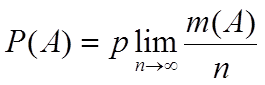 P(A) = p lim_{n→∞} m(A)/n